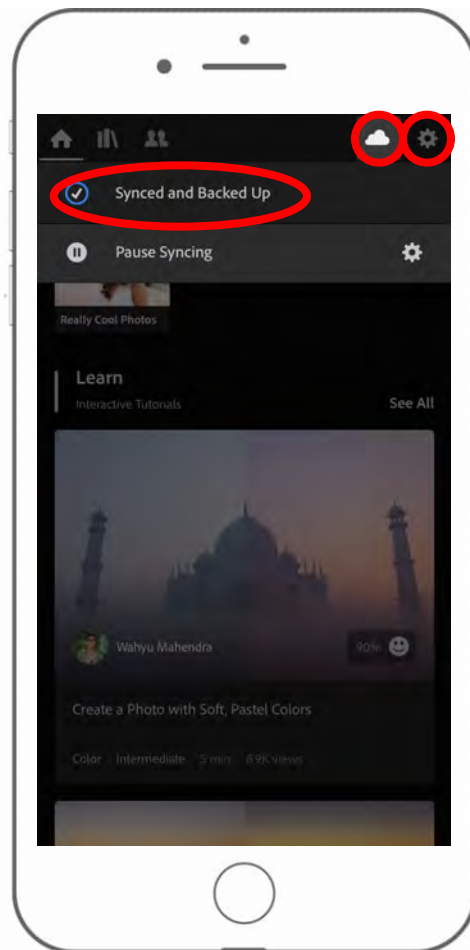 Synced and Backed Up
Pause Syncing
Really Cool Photos
Learn
Interactive Tutorials
See All
Wahyu Mahendra
90%
Create a Photo with Soft, Pastel Colors
Color Intermediate 5 min 6.9K views